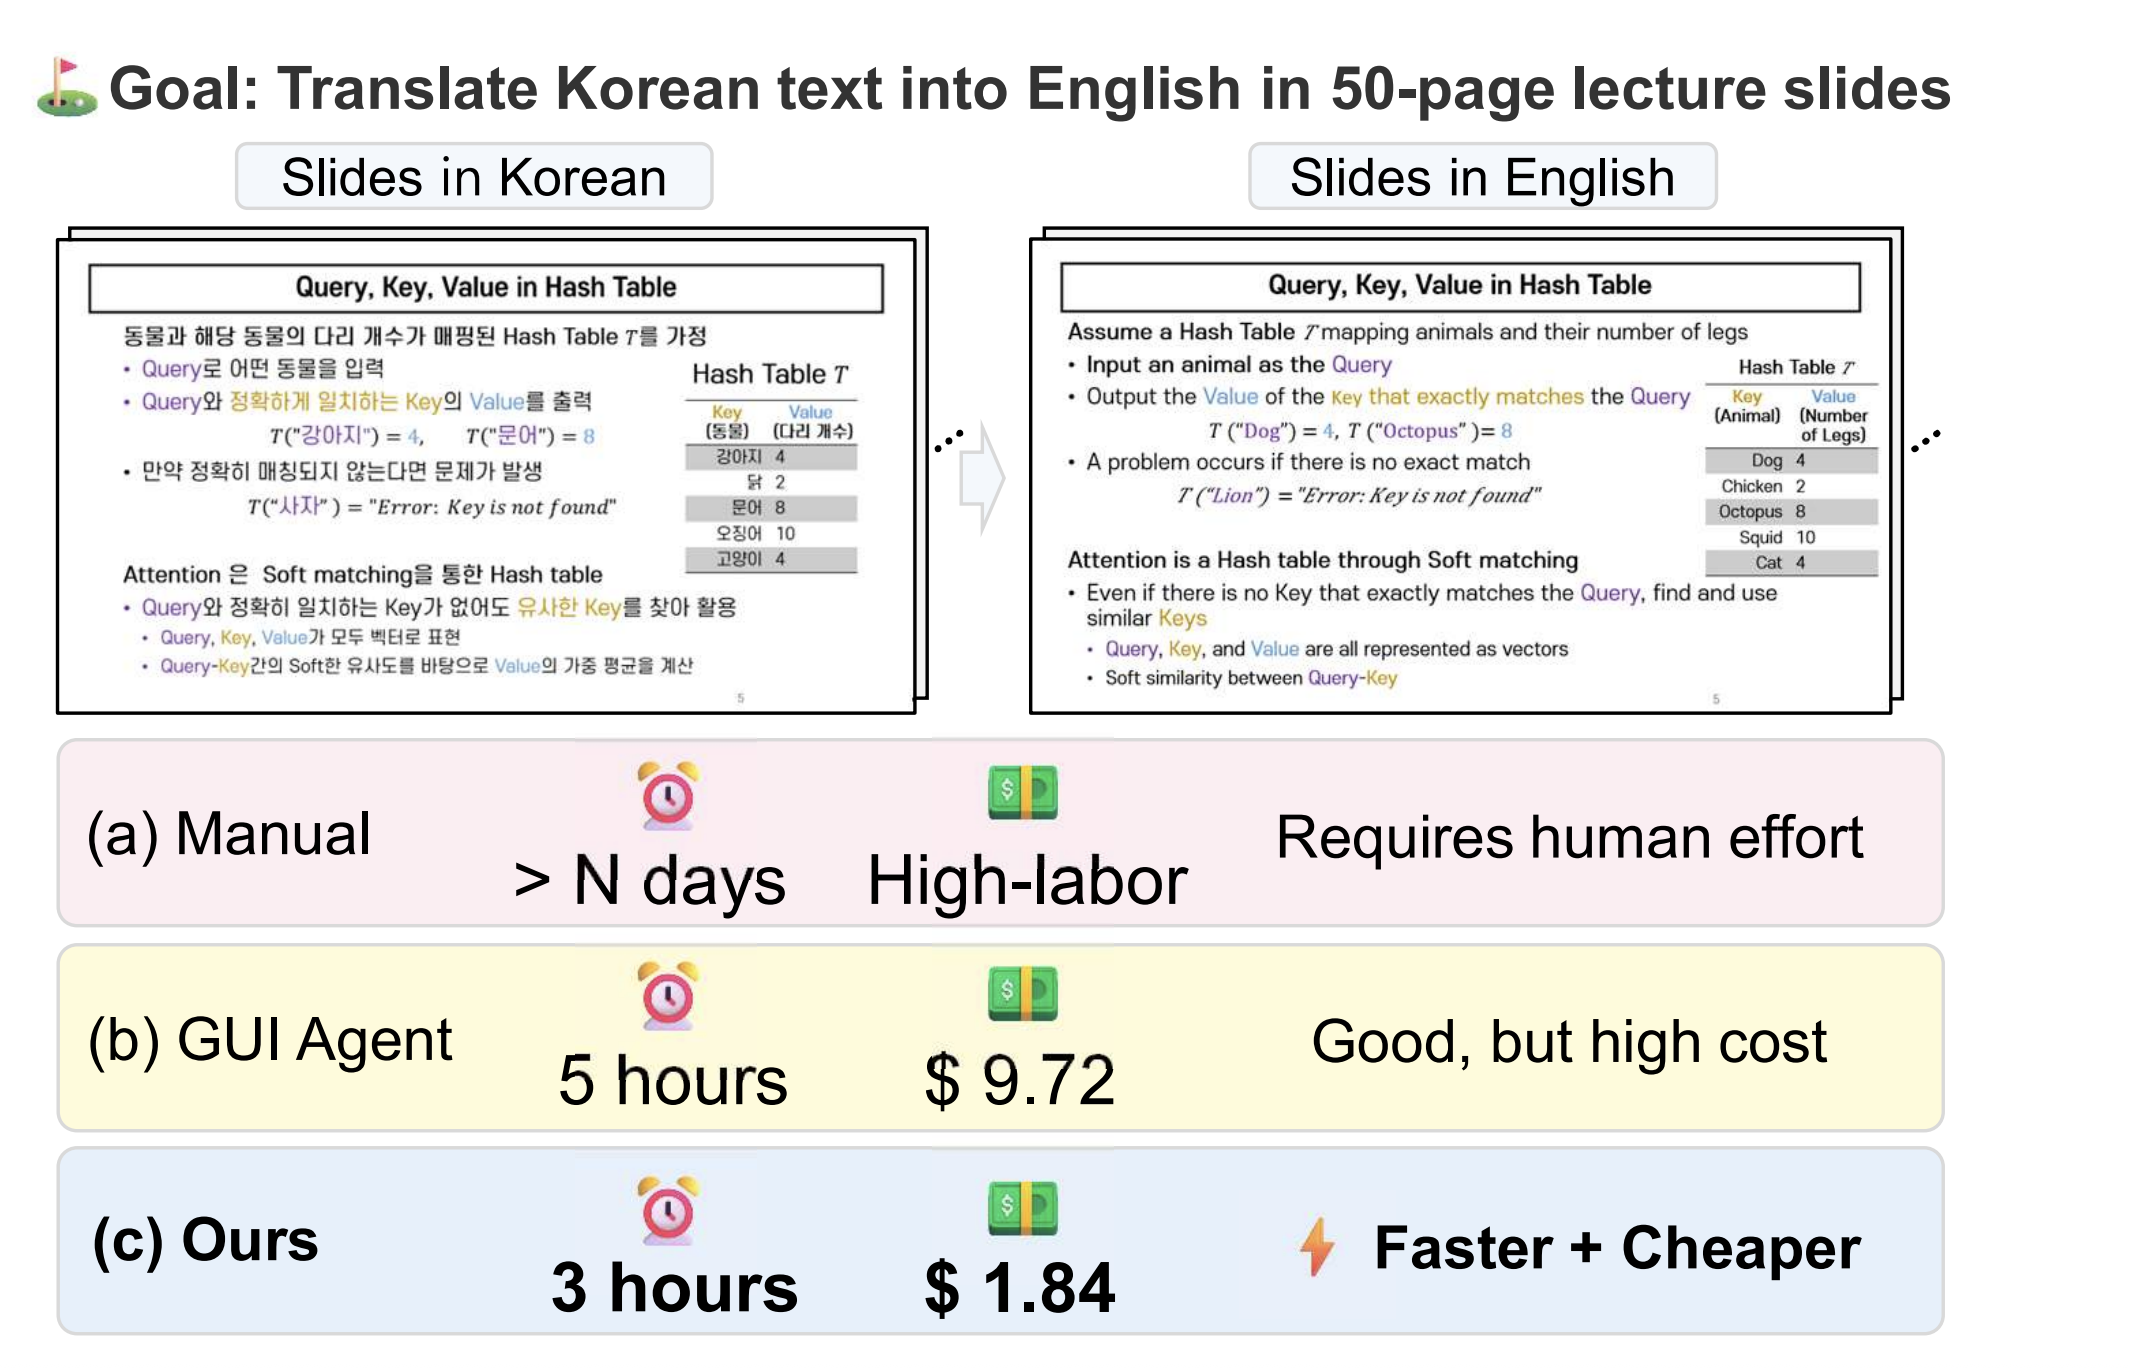 Goal: Translate Korean text into English in 50-page lecture slides
Slides in Korean
Query, Key, Value in Hash Table
동물과 해당 동물의 다리 개수가 매핑된 Hash Table T를 가정
• Query로 어떤 동물을 입력
• Query와 정확하게 일치하는 Key의 Value를 출력
T("강아지") = 4, T("문어") = 8
• 만약 정확히 매칭되지 않는다면 문제가 발생
T("사자") = "Error: Key is not found"
Hash Table T
Key Value
(동물) (다리 개수)
강아지 4
닭 2
문어 8
오징어 10
고양이 4
Attention 은 Soft matching을 통한 Hash table
• Query와 정확히 일치하는 Key가 없어도 유사한 Key를 찾아 활용
• Query, Key, Value가 모두 벡터로 표현
• Query-Key간의 Soft한 유사도를 바탕으로 Value의 가중 평균을 계산
5
Slides in English
Query, Key, Value in Hash Table
Assume a Hash Table T mapping animals and their number of legs
• Input an animal as the Query
• Output the Value of the Key that exactly matches the Query
T ("Dog") = 4, T ("Octopus" )= 8
• A problem occurs if there is no exact match
T ("Lion") = "Error: Key is not found"
Hash Table T
Key Value
(Animal) (Number
of Legs)
Dog 4
Chicken 2
Octopus 8
Squid 10
Cat 4
Attention is a Hash table through Soft matching
• Even if there is no Key that exactly matches the Query, find and use
similar Keys
• Query, Key, and Value are all represented as vectors
• Soft similarity between Query-Key
5
(a) Manual
> N days
High-labor
Requires human effort
(b) GUI Agent
5 hours
$ 9.72
Good, but high cost
(c) Ours
3 hours
$ 1.84
Faster + Cheaper